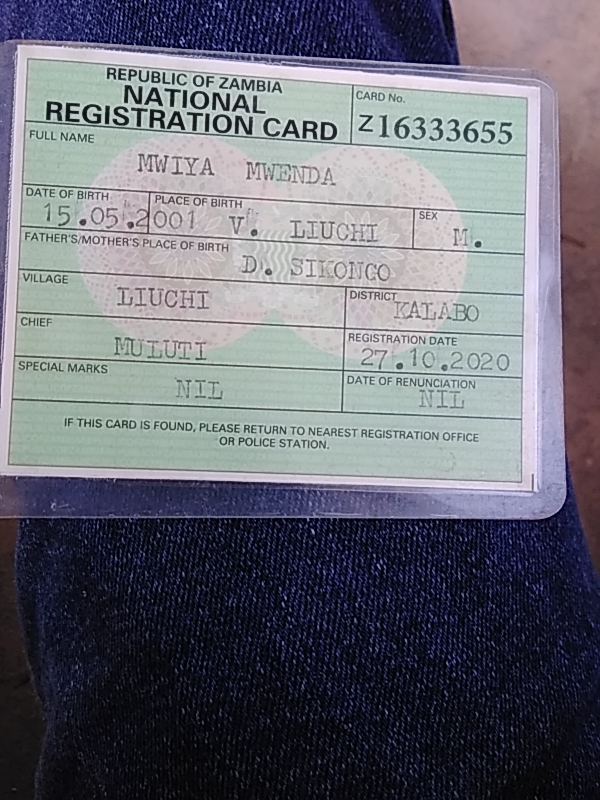 REPUBLIC OF ZAMBIA
NATIONAL
REGISTRATION CARD
CARD No.
Z16333655
FULL NAME
MWIYA MWENDA
DATE OF BIRTH
15.05.2001
PLACE OF BIRTH
V. LIUCHI
SEX
M.
FATHER'S/MOTHER'S PLACE OF BIRTH
D. SIKONGO
VILLAGE
LIUCHI
DISTRICT
KALABO
CHIEF
MULUTI
REGISTRATION DATE
27.10.2020
SPECIAL MARKS
NIL
DATE OF RENUNCIATION
NIL
IF THIS CARD IS FOUND, PLEASE RETURN TO NEAREST REGISTRATION OFFICE
OR POLICE STATION.